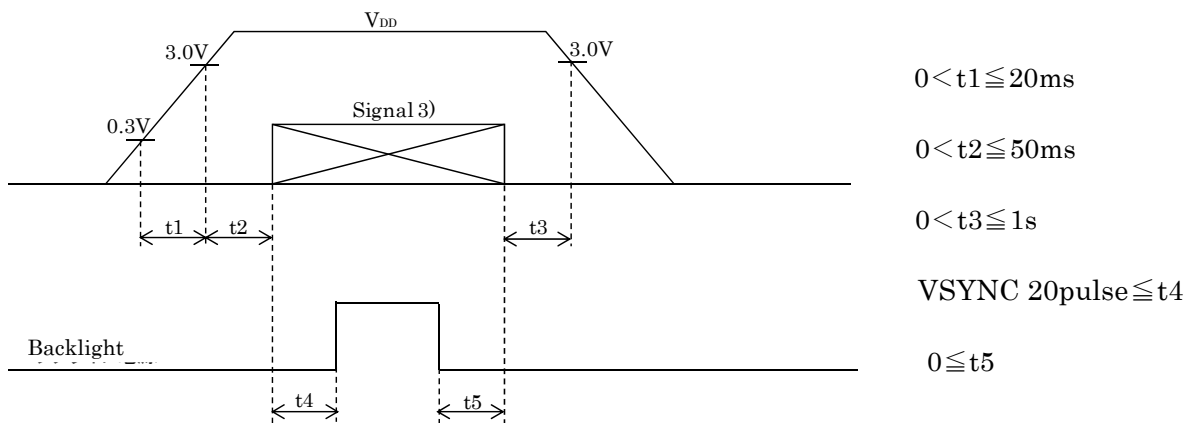 VDD
3.0V
3.0V
0.3V
Signal 3)
t1
t2
t3
Backlight
t4
t5
0<t1≦20ms
0<t2≦50ms
0<t3≦1s
VSYNC 20pulse≦t4
0≦t5